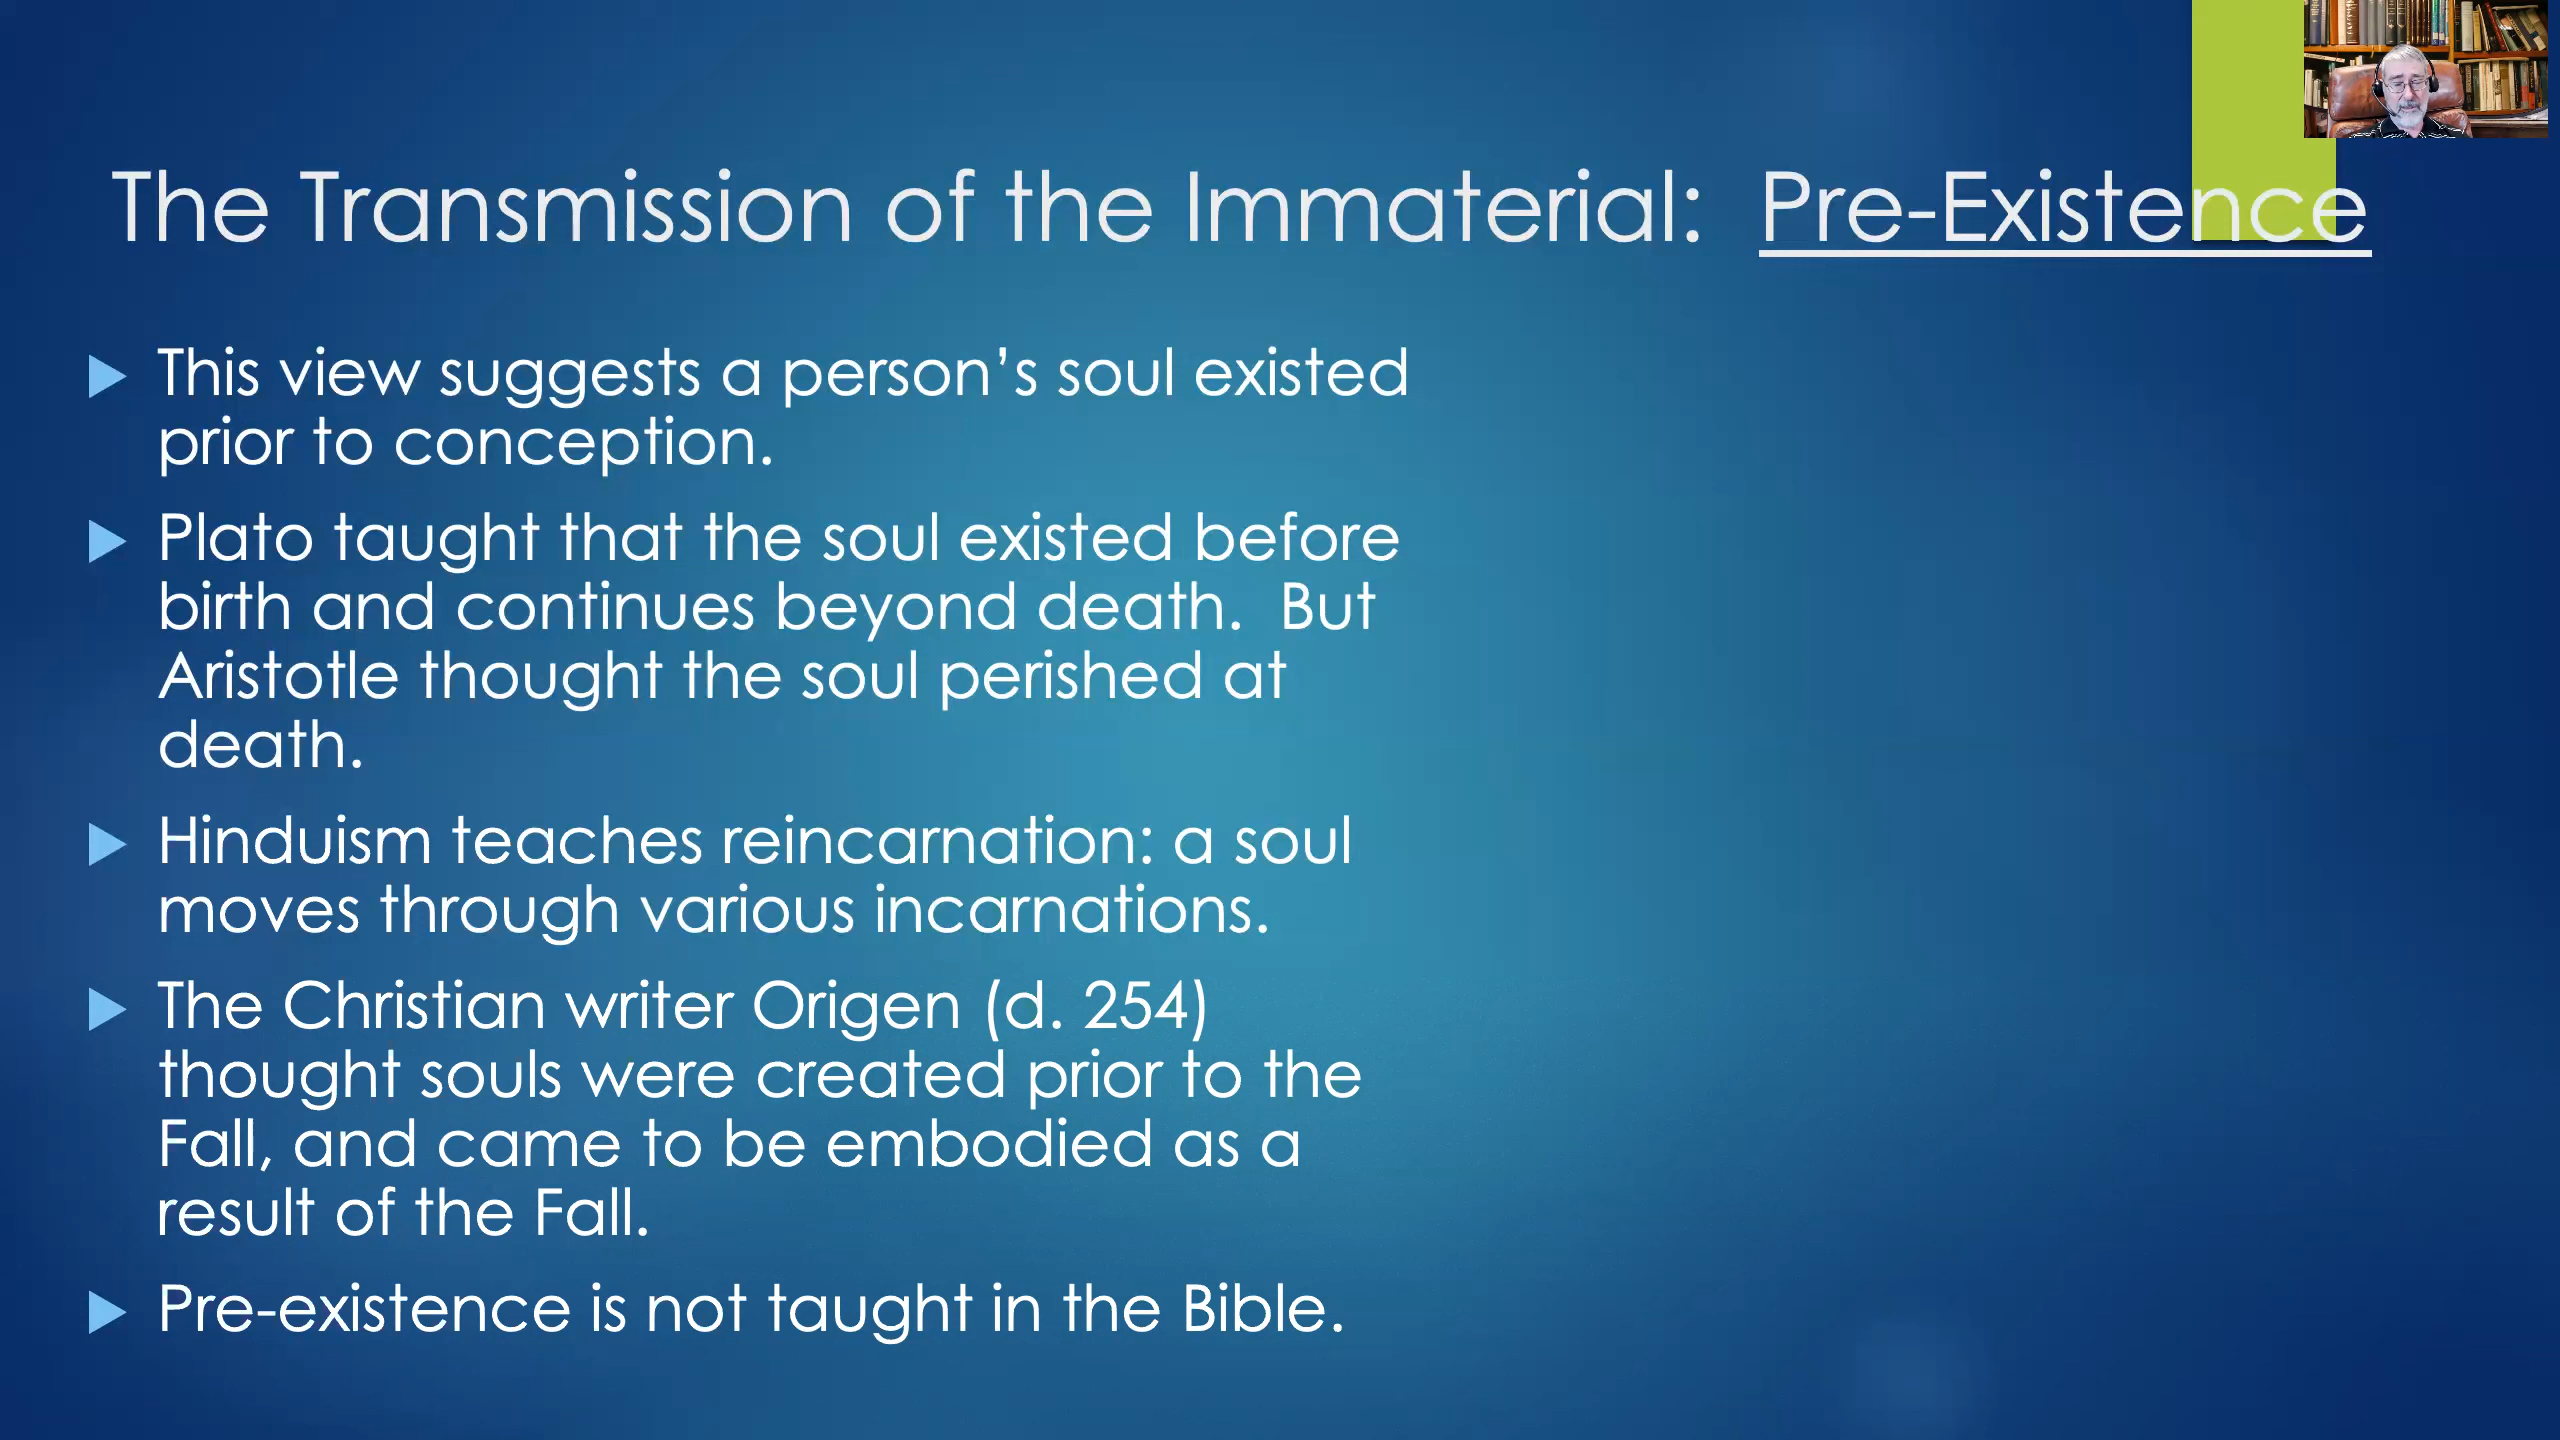 The Transmission of the Immaterial:  Pre-Existence
This view suggests a person’s soul existed
prior to conception.
Plato taught that the soul existed before
birth and continues beyond death.  But
Aristotle thought the soul perished at
death.
Hinduism teaches reincarnation: a soul
moves through various incarnations.
The Christian writer Origen (d. 254)
thought souls were created prior to the
Fall, and came to be embodied as a
result of the Fall.
Pre-existence is not taught in the Bible.